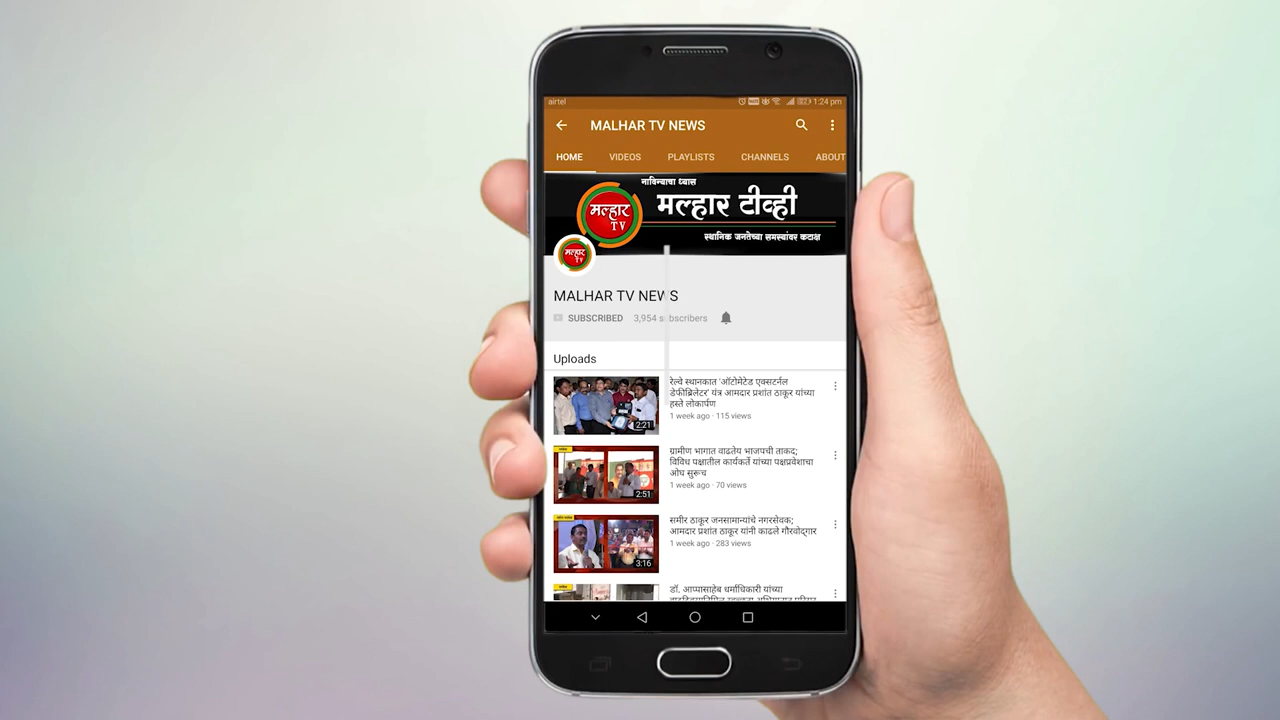 airtel
1:24 pm
MALHAR TV NEWS
HOME VIDEOS PLAYLISTS CHANNELS ABOUT
नाविन्याचा ध्यास
मल्हार TV
मल्हार टीव्ही
स्थानिक जनतेच्या समस्यांवर कटाक्ष
मल्हार TV
MALHAR TV NEWS
SUBSCRIBED 3,954 subscribers
Uploads
रेल्वे स्थानकात 'ऑटोमेटेड एक्सटर्नल
डेफीब्रिलेटर' यंत्र आमदार प्रशांत ठाकूर यांच्या
हस्ते लोकार्पण
1 week ago · 115 views
2:21
ग्रामीण भागात वाढतेय भाजपची ताकद;
विविध पक्षातील कार्यकर्ते यांच्या पक्षप्रवेशाचा
ओघ सुरूच
1 week ago · 70 views
2:51
समीर ठाकूर जनसामान्यांचे नगरसेवक;
आमदार प्रशांत ठाकूर यांनी काढले गौरवोद्गार
1 week ago · 283 views
3:16
डॉ. आप्पासाहेब धर्माधिकारी यांच्या